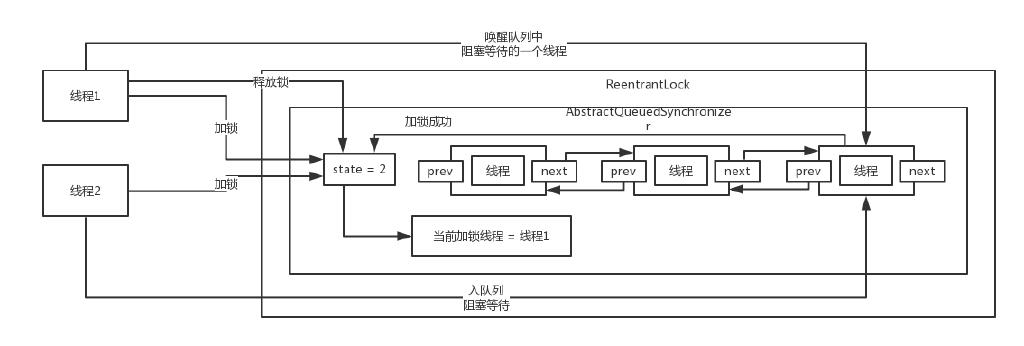 唤醒队列中
阻塞等待的一个线程
线程1
释放锁
ReentrantLock
AbstractQueuedSynchronize
r
加锁成功
加锁
state = 2
prev
线程
next
prev
线程
next
prev
线程
next
线程2
加锁
当前加锁线程 = 线程1
入队列
阻塞等待